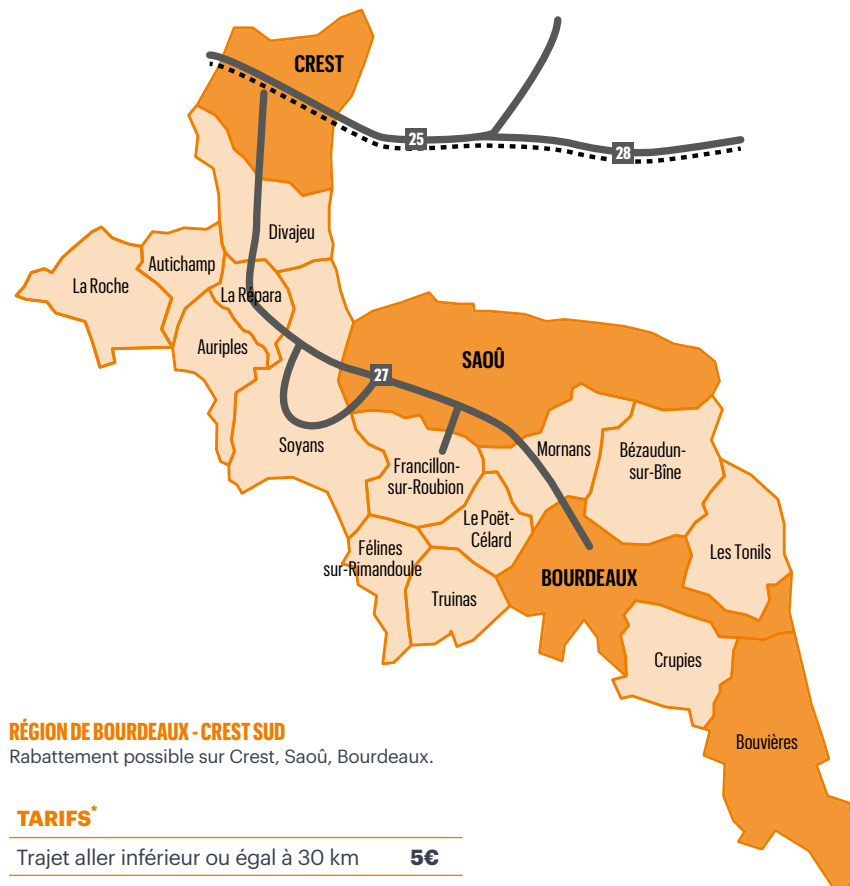 CREST
25
28
Divajeu
Autichamp
La Roche
La Répara
Auriples
SAOÛ
27
Soyans
Mornans
Bézaudun-
sur-Bîne
Francillon-
sur-Roubion
Le Poët-
Célard
Félines
sur-Rimandoule
Les Tonils
BOURDEAUX
Truinas
Crupies
Bouvières
RÉGION DE BOURDEAUX - CREST SUD
Rabattement possible sur Crest, Saoû, Bourdeaux.
TARIFS*
Trajet aller inférieur ou égal à 30 km 5€